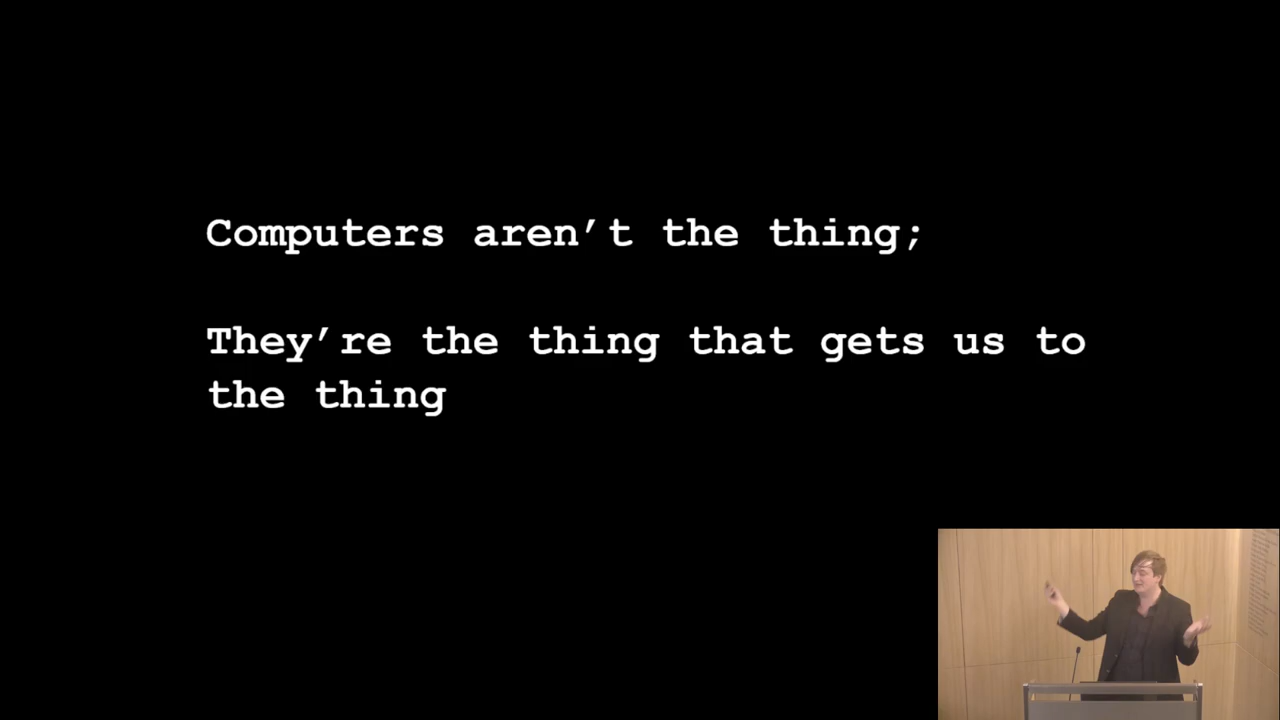 Computers aren’t the thing;
They’re the thing that gets us to
the thing